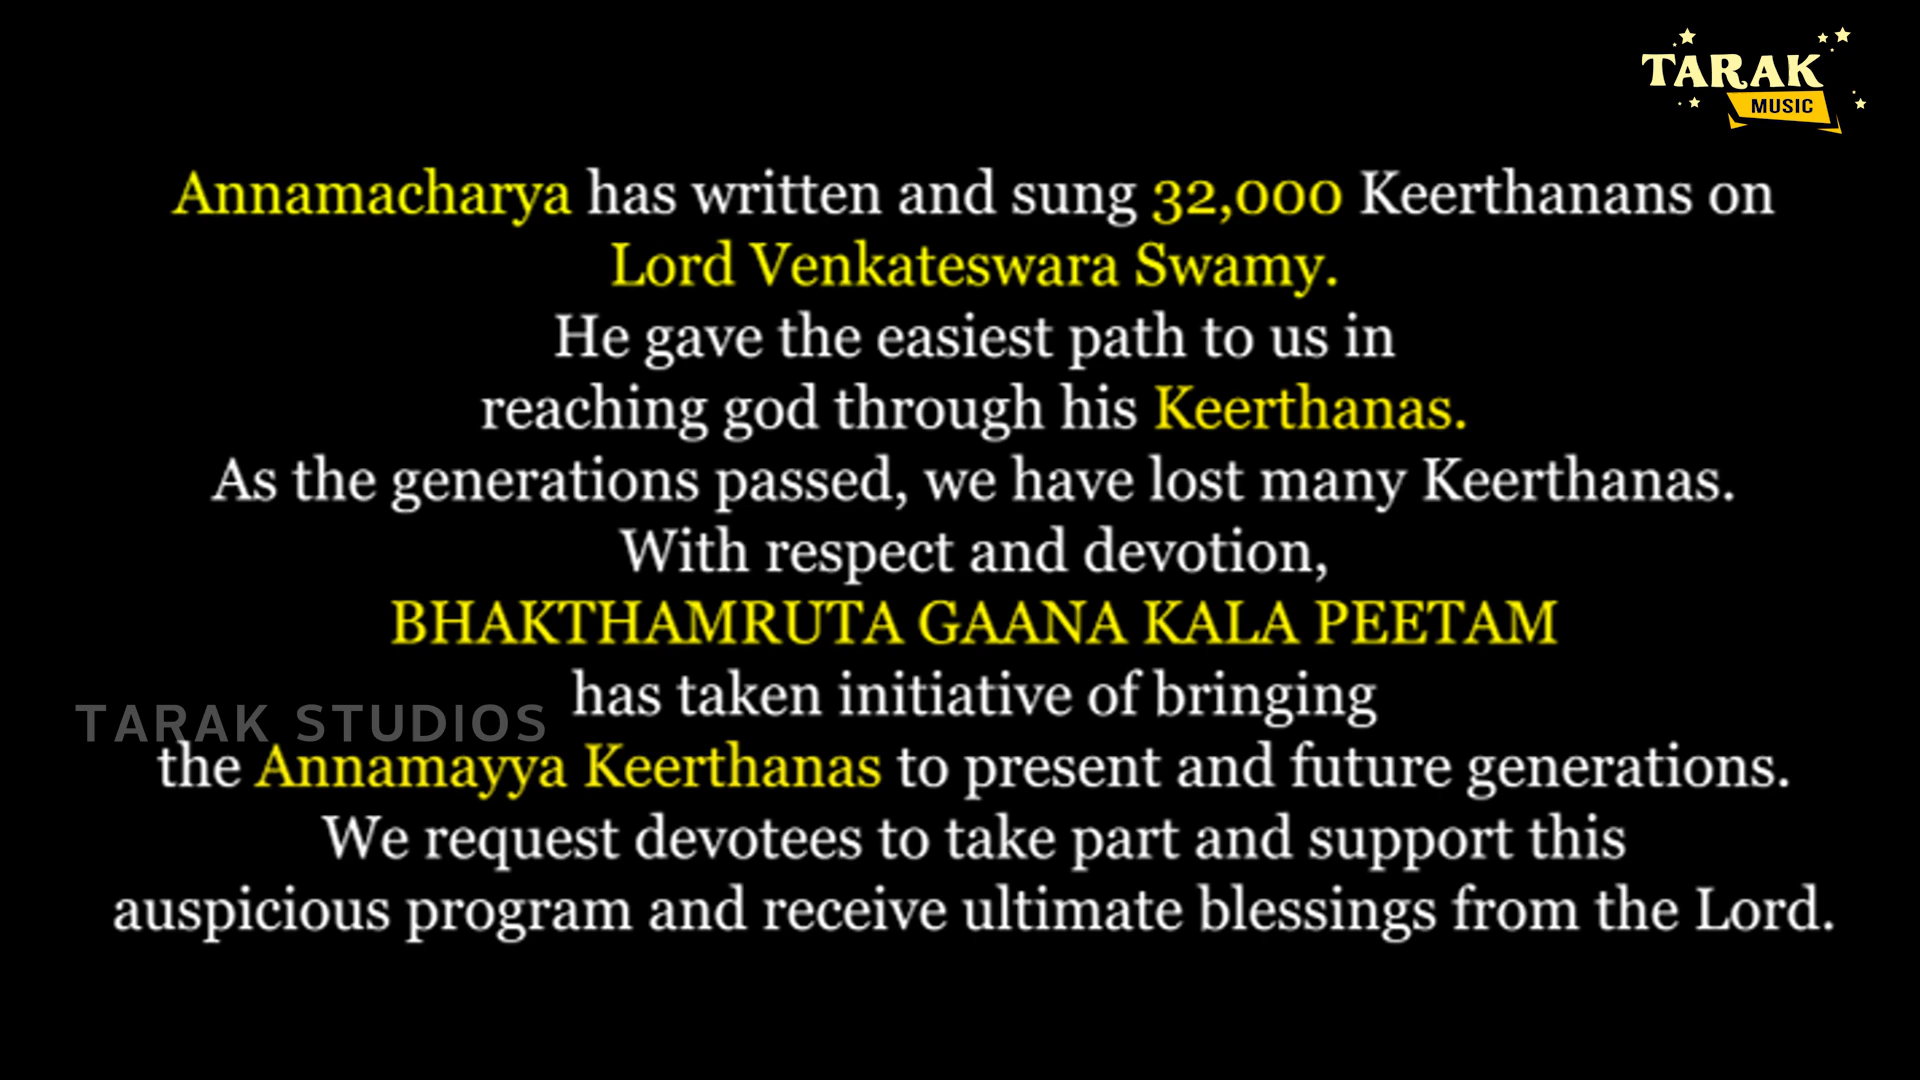 TARAK
MUSIC
Annamacharya has written and sung 32,000 Keerthanans on
Lord Venkateswara Swamy.
He gave the easiest path to us in
reaching god through his Keerthanas.
As the generations passed, we have lost many Keerthanas.
With respect and devotion,
BHAKTHAMRUTA GAANA KALA PEETAM
has taken initiative of bringing
TARAK STUDIOS
the Annamayya Keerthanas to present and future generations.
We request devotees to take part and support this
auspicious program and receive ultimate blessings from the Lord.